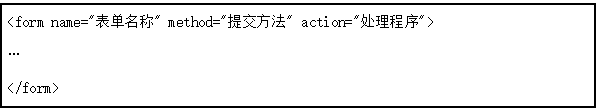 <form name="表单名称" method="提交方法" action="处理程序">
…
</form>